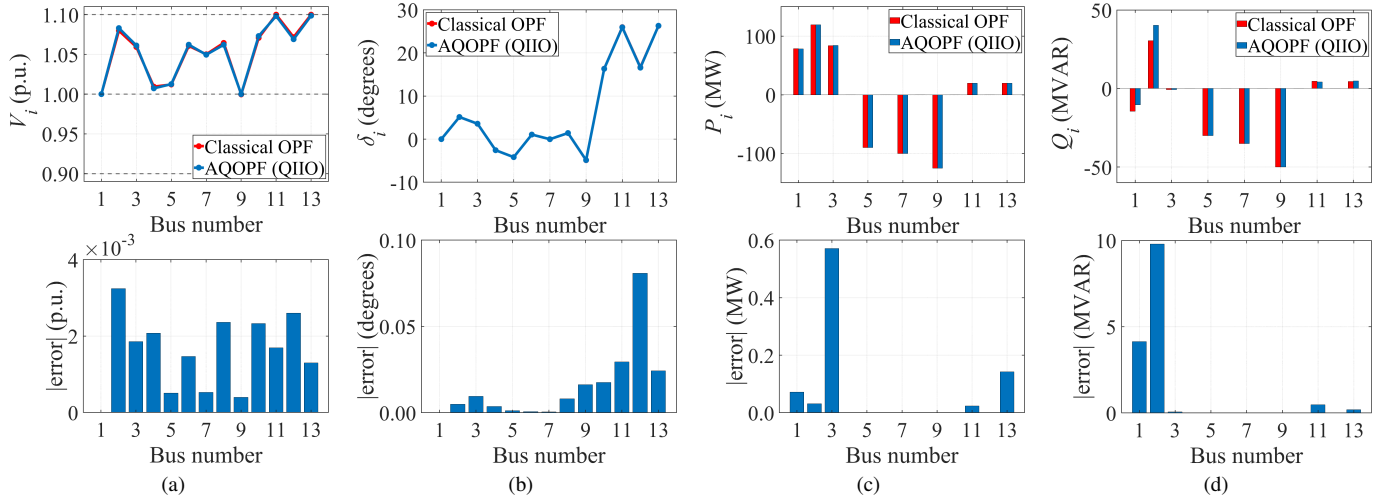 1.10
1.05
1.00
0.95
0.90
V_i (p.u.)
Classical OPF
AQOPF (QIIO)
1 3 5 7 9 11 13
Bus number
30
20
10
0
-10
δ_i (degrees)
Classical OPF
AQOPF (QIIO)
1 3 5 7 9 11 13
Bus number
100
0
-100
P_i (MW)
Classical OPF
AQOPF (QIIO)
1 3 5 7 9 11 13
Bus number
50
0
-50
Q_i (MVAR)
Classical OPF
AQOPF (QIIO)
1 3 5 7 9 11 13
Bus number
×10^-3
4
2
0
|error| (p.u.)
1 3 5 7 9 11 13
Bus number
(a)
0.10
0.05
0.00
|error| (degrees)
1 3 5 7 9 11 13
Bus number
(b)
0.6
0.4
0.2
0.0
|error| (MW)
1 3 5 7 9 11 13
Bus number
(c)
10
5
0
|error| (MVAR)
1 3 5 7 9 11 13
Bus number
(d)